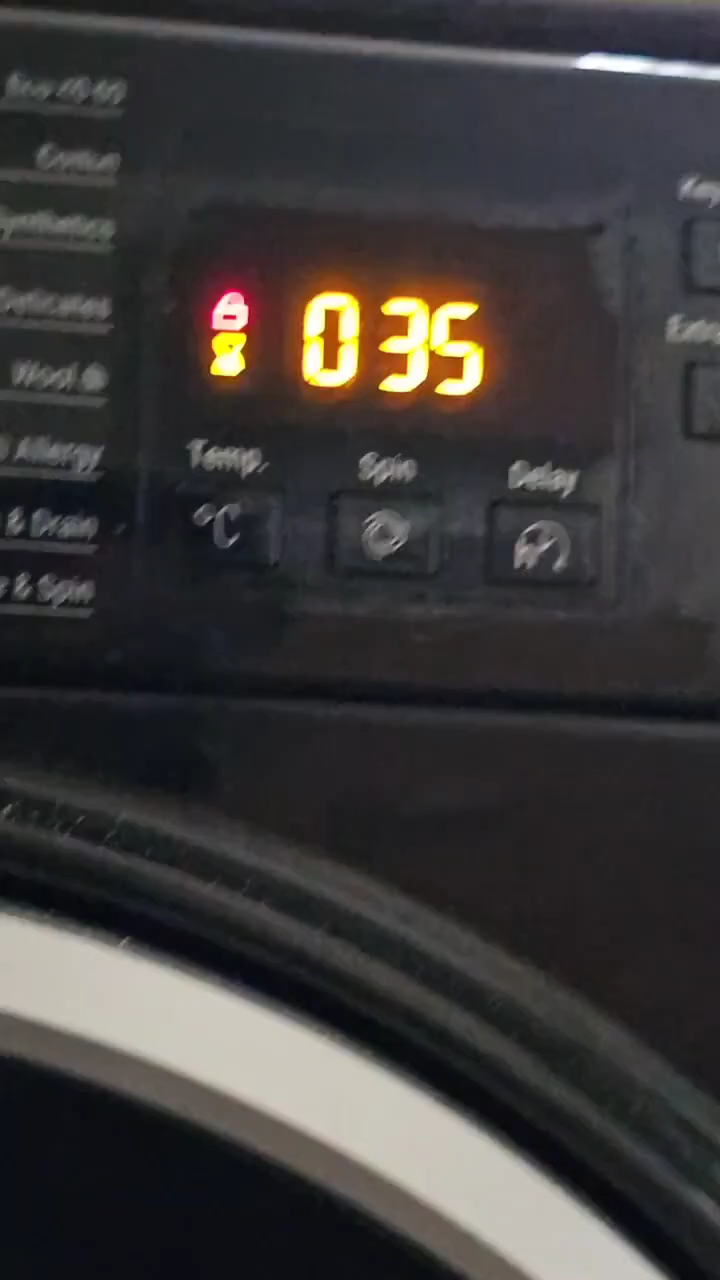 Cotton
Synthetics
Delicates
Wool
Allergy
& Drain
& Spin
035
Temp.
Spin
Delay
°C